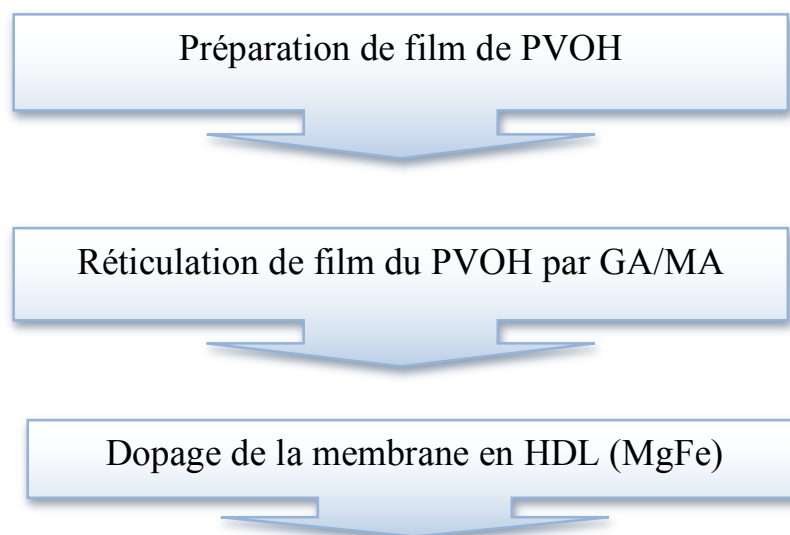 Préparation de film de PVOH
Réticulation de film du PVOH par GA/MA
Dopage de la membrane en HDL (MgFe)